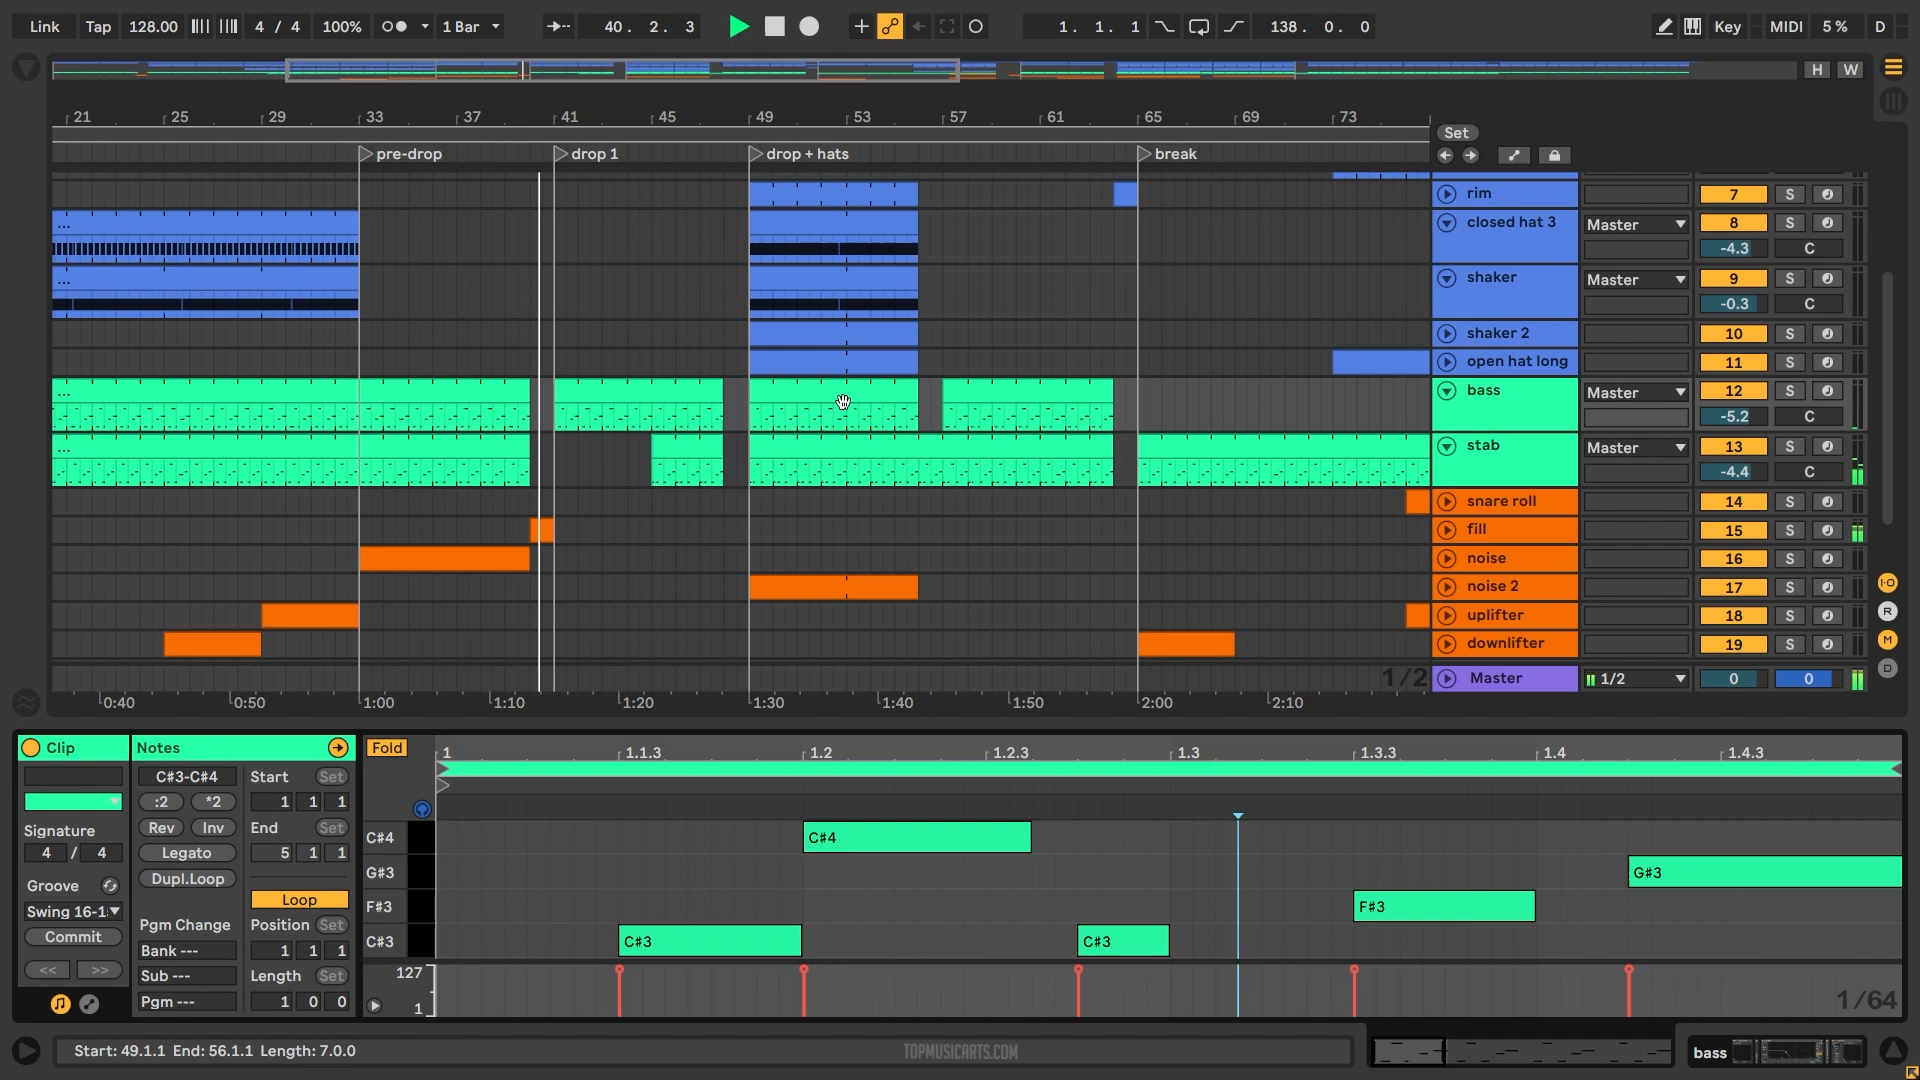 Link Tap 128.00 4 / 4 100% 1 Bar 40. 2. 3 1. 1. 1 138. 0. 0 Key MIDI 5 % D
H W
21 25 29 33 37 41 45 49 53 57 61 65 69 73
Set
pre-drop drop 1 drop + hats break
rim 7 S
... closed hat 3 Master 8 S
-4.3 C
... shaker Master 9 S
-0.3 C
shaker 2 10 S
open hat long 11 S
... bass Master 12 S
-5.2 C
... stab Master 13 S
-4.4 C
snare roll 14 S
fill 15 S
noise 16 S
noise 2 17 S
uplifter 18 S
downlifter 19 S
I·O
R
M
D
1/2 Master 1/2 0 0
0:40 0:50 1:00 1:10 1:20 1:30 1:40 1:50 2:00 2:10
Clip Notes Fold 1 1.1.3 1.2 1.2.3 1.3 1.3.3 1.4 1.4.3
C#3-C#4 Start Set
:2 *2 1 1 1
Signature Rev Inv End Set
4 / 4 Legato 5 1 1
Groove Dupl.Loop
Swing 16-1 Loop
Commit Pgm Change Position Set
<< >> Bank --- 1 1 1
Sub --- Length Set
Pgm --- 1 0 0
C#4 C#4
G#3 G#3
F#3 F#3
C#3 C#3 C#3
127
1 1/64
Start: 49.1.1 End: 56.1.1 Length: 7.0.0 TOPMUSICARTS.COM bass